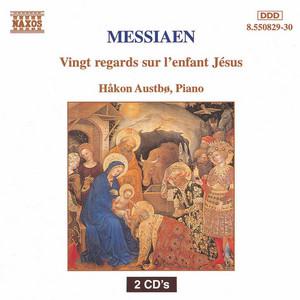 NAXOS
DDD
8.550829-30
MESSIAEN
Vingt regards sur l'enfant Jésus
Håkon Austbø, Piano
2 CD's